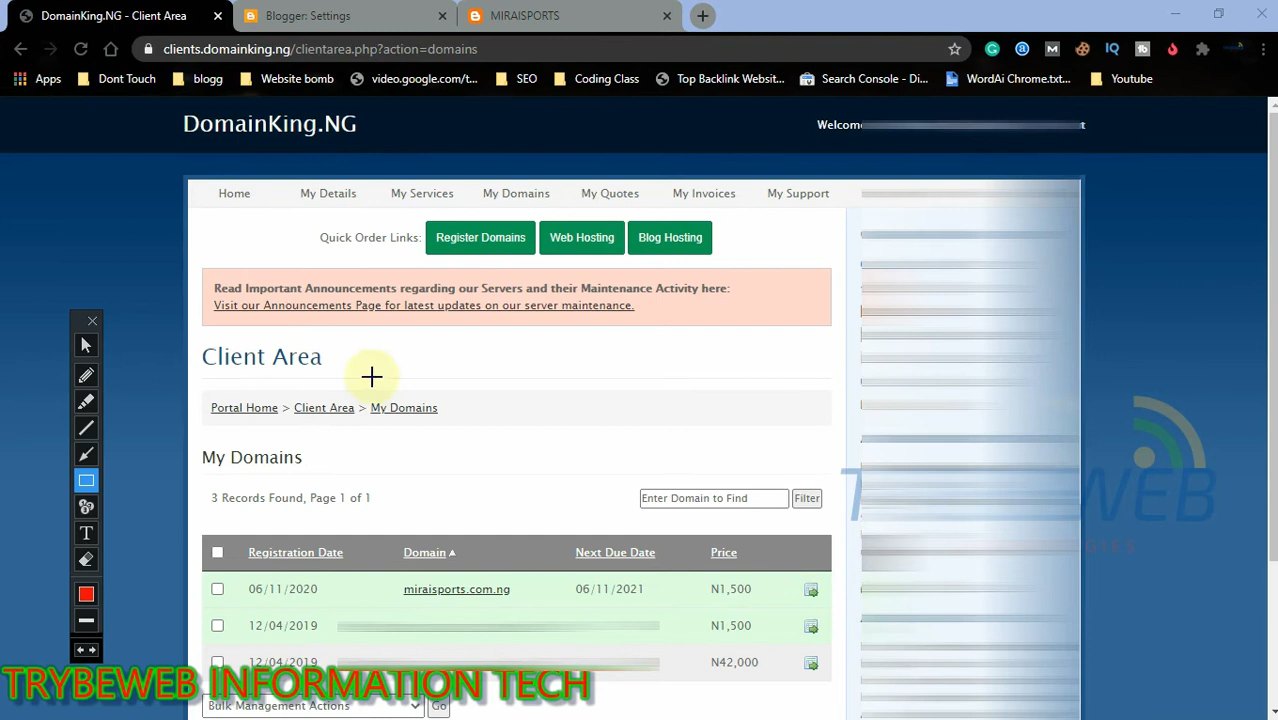 DomainKing.NG - Client Area
Blogger: Settings
MIRAISPORTS
clients.domainking.ng/clientarea.php?action=domains
Apps
Dont Touch
blogg
Website bomb
video.google.com/t...
SEO
Coding Class
Top Backlink Websit...
Search Console - Di...
WordAi Chrome.txt...
Youtube
DomainKing.NG
Welcome
Home
My Details
My Services
My Domains
My Quotes
My Invoices
My Support
Quick Order Links:
Register Domains
Web Hosting
Blog Hosting
Read Important Announcements regarding our Servers and their Maintenance Activity here:
Visit our Announcements Page for latest updates on our server maintenance.
Client Area
Portal Home > Client Area > My Domains
My Domains
3 Records Found, Page 1 of 1
Enter Domain to Find
Filter
Registration Date Domain Next Due Date Price
06/11/2020 miraisports.com.ng 06/11/2021 N1,500
12/04/2019 N1,500
12/04/2019 N42,000
TRYBEWEB INFORMATION TECH
Bulk Management Actions
Go